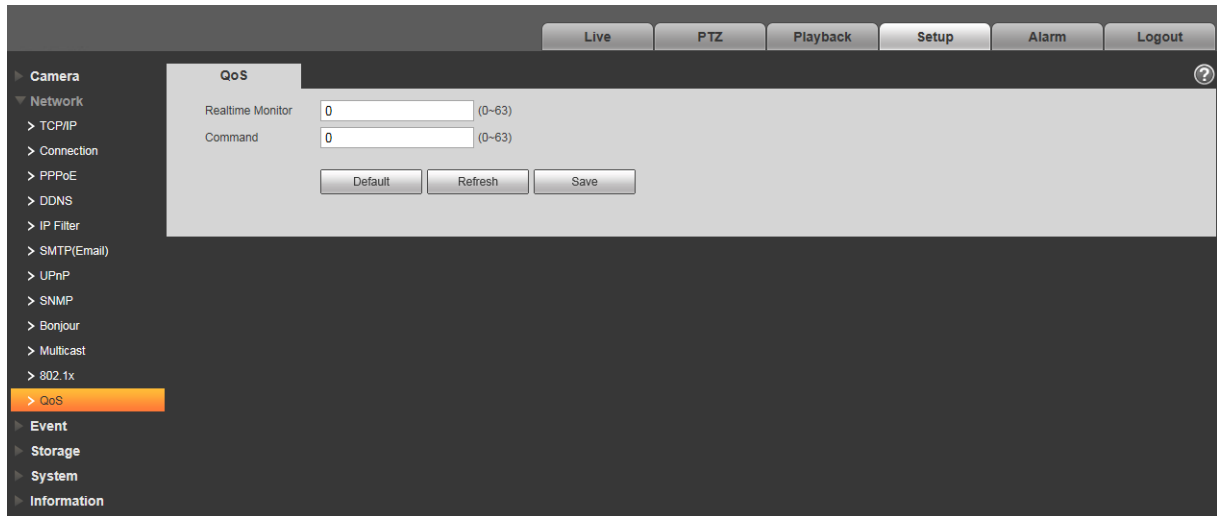 Live PTZ Playback Setup Alarm Logout
Camera
Network
> TCP/IP
> Connection
> PPPoE
> DDNS
> IP Filter
> SMTP(Email)
> UPnP
> SNMP
> Bonjour
> Multicast
> 802.1x
> QoS
Event
Storage
System
Information
QoS ?
Realtime Monitor 0 (0~63)
Command 0 (0~63)
Default Refresh Save